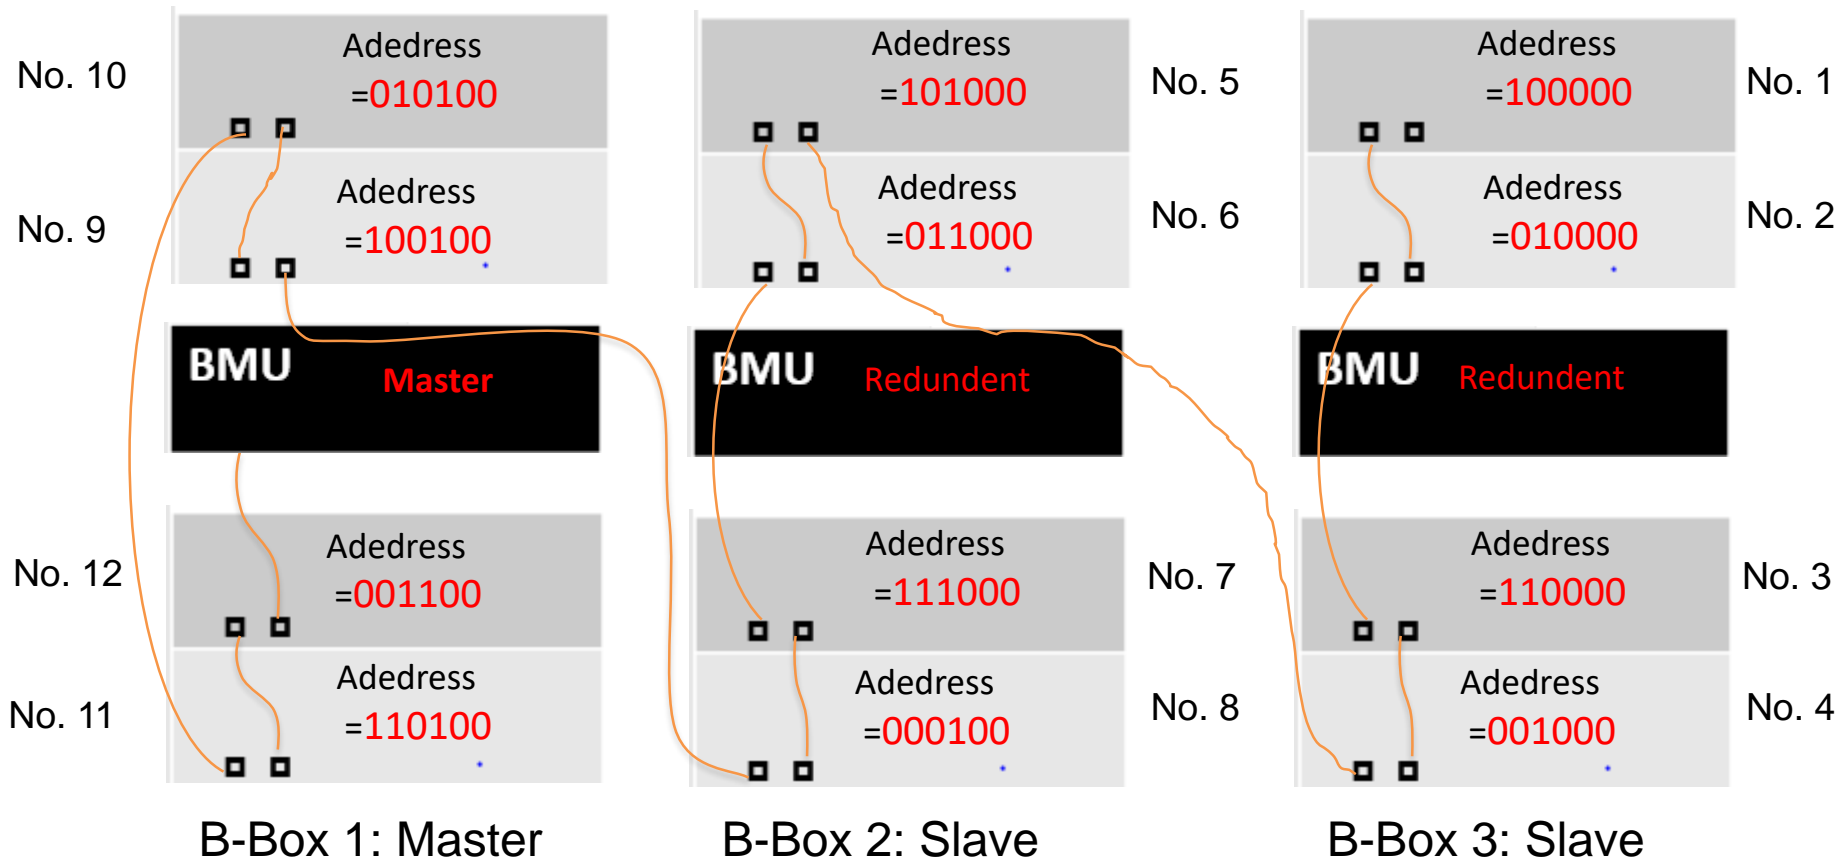 No. 10
Adedress
=010100
No. 9
Adedress
=100100
BMU Master
No. 12
Adedress
=001100
No. 11
Adedress
=110100
B-Box 1: Master
Adedress
=101000
No. 5
Adedress
=011000
No. 6
BMU Redundent
Adedress
=111000
No. 7
Adedress
=000100
No. 8
B-Box 2: Slave
Adedress
=100000
No. 1
Adedress
=010000
No. 2
BMU Redundent
Adedress
=110000
No. 3
Adedress
=001000
No. 4
B-Box 3: Slave